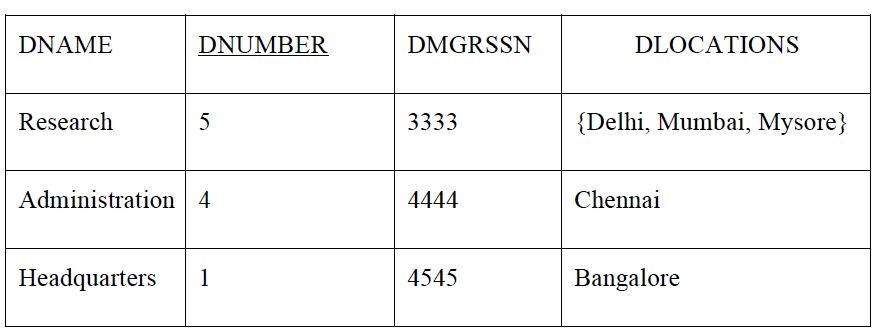 DNAME DNUMBER DMGRSSN DLOCATIONS
Research 5 3333 {Delhi, Mumbai, Mysore}
Administration 4 4444 Chennai
Headquarters 1 4545 Bangalore